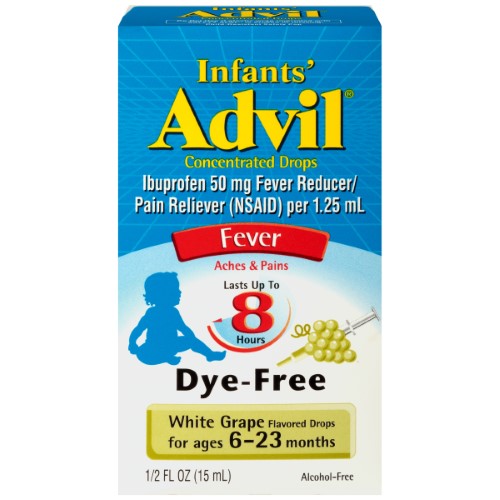 Infants'
Advil®
Concentrated Drops
Ibuprofen 50 mg Fever Reducer/
Pain Reliever (NSAID) per 1.25 mL
Fever
Aches & Pains
Lasts Up To
8
Hours
Dye-Free
White Grape Flavored Drops
for ages 6-23 months
1/2 FL OZ (15 mL)
Alcohol-Free